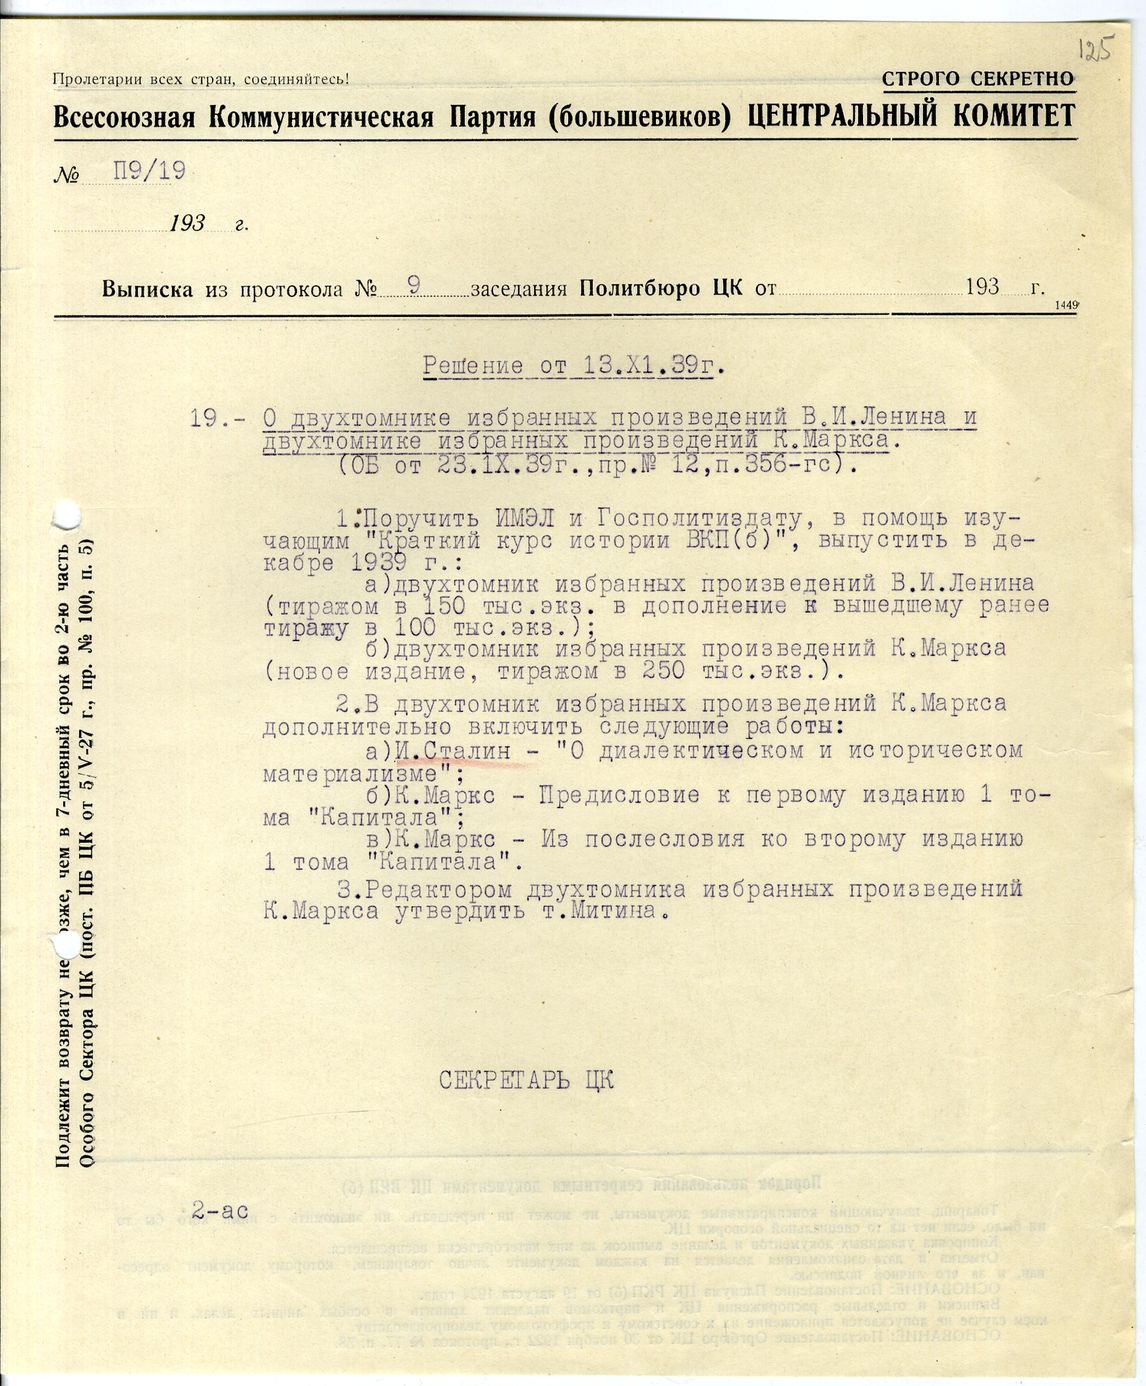 125
Пролетарии всех стран, соединяйтесь!
СТРОГО СЕКРЕТНО
Всесоюзная Коммунистическая Партия (большевиков) ЦЕНТРАЛЬНЫЙ КОМИТЕТ
№ П9/19
193 г.
Выписка из протокола № 9 заседания Политбюро ЦК от 193 г.
1449
Решение от 13.XI.39г.
19.- О двухтомнике избранных произведений В.И.Ленина и
двухтомнике избранных произведений К.Маркса.
(ОБ от 23.IX.39г.,пр.№ 12,п.356-гс).
1.Поручить ИМЭЛ и Госполитиздату, в помощь изу-
чающим "Краткий курс истории ВКП(б)", выпустить в де-
кабре 1939 г.:
а)двухтомник избранных произведений В.И.Ленина
(тиражом в 150 тыс.экз. в дополнение к вышедшему ранее
тиражу в 100 тыс.экз.);
б)двухтомник избранных произведений К.Маркса
(новое издание, тиражом в 250 тыс.экз.).
2.В двухтомник избранных произведений К.Маркса
дополнительно включить следующие работы:
а)И.Сталин - "О диалектическом и историческом
материализме";
б)К.Маркс - Предисловие к первому изданию 1 то-
ма "Капитала";
в)К.Маркс - Из послесловия ко второму изданию
1 тома "Капитала".
3.Редактором двухтомника избранных произведений
К.Маркса утвердить т.Митина.
СЕКРЕТАРЬ ЦК
2-ас
Подлежит возврату не озже, чем в 7-дневный срок во 2-ю часть
Особого Сектора ЦК (пост. ПБ ЦК от 5/V-27 г., пр. № 100, п. 5)
Порядок пользования секретными документами ЦК ВКП(б)